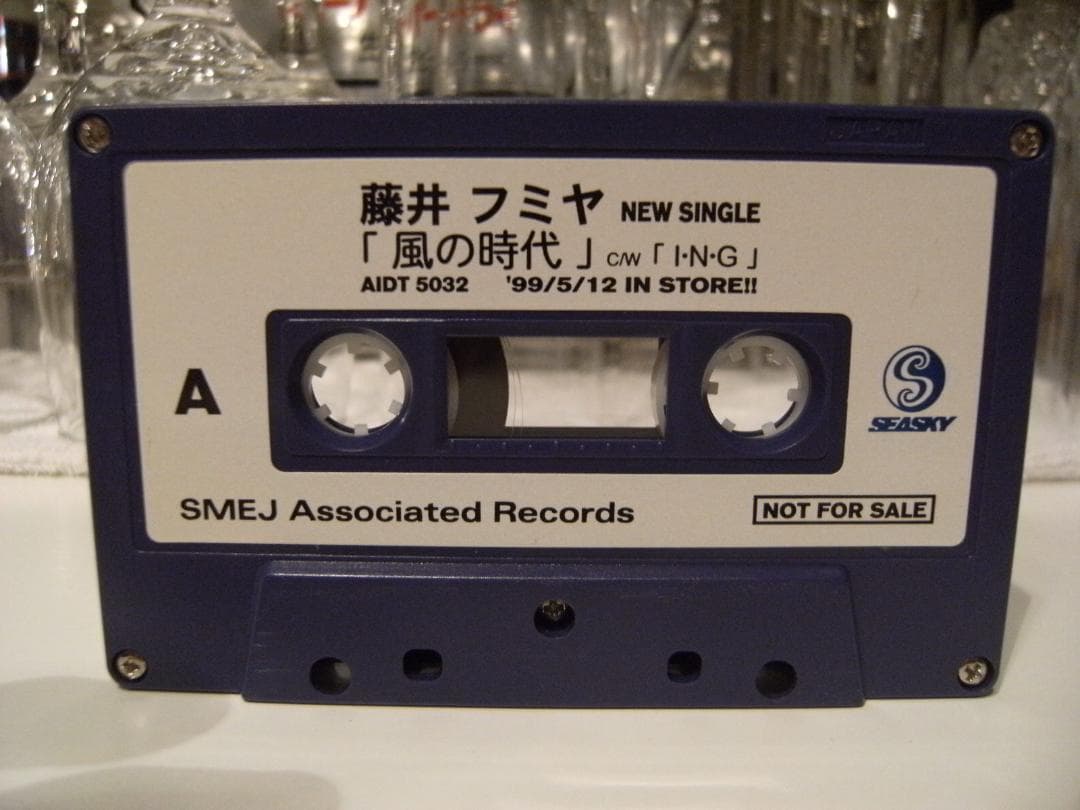 JAPAN
藤井 フミヤ NEW SINGLE
「 風の時代 」 C/W 「 I・N・G 」
AIDT 5032 '99/5/12 IN STORE!!
A
SEASKY
SMEJ Associated Records
NOT FOR SALE